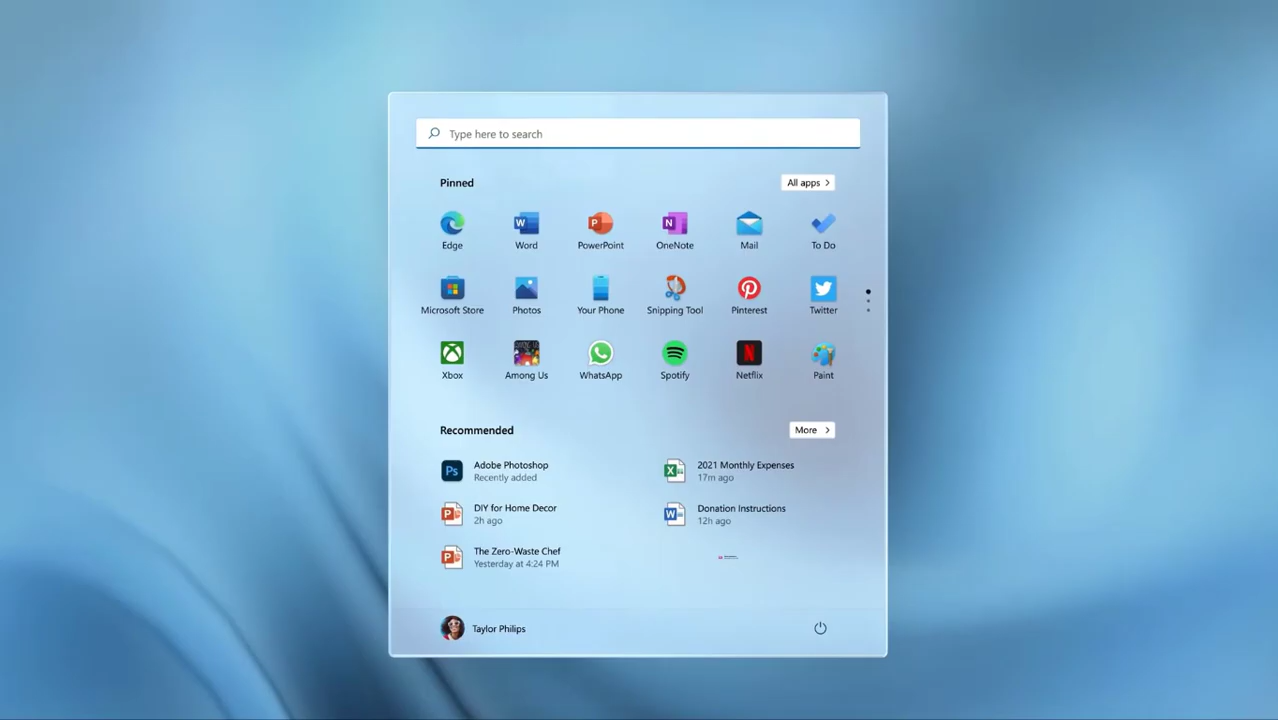 Type here to search
Pinned
All apps
Edge
Word
PowerPoint
OneNote
Mail
To Do
Microsoft Store
Photos
Your Phone
Snipping Tool
Pinterest
Twitter
Xbox
Among Us
WhatsApp
Spotify
Netflix
Paint
Recommended
More
Ps
Adobe Photoshop
Recently added
2021 Monthly Expenses
17m ago
DIY for Home Decor
2h ago
Donation Instructions
12h ago
The Zero-Waste Chef
Yesterday at 4:24 PM
Taylor Philips